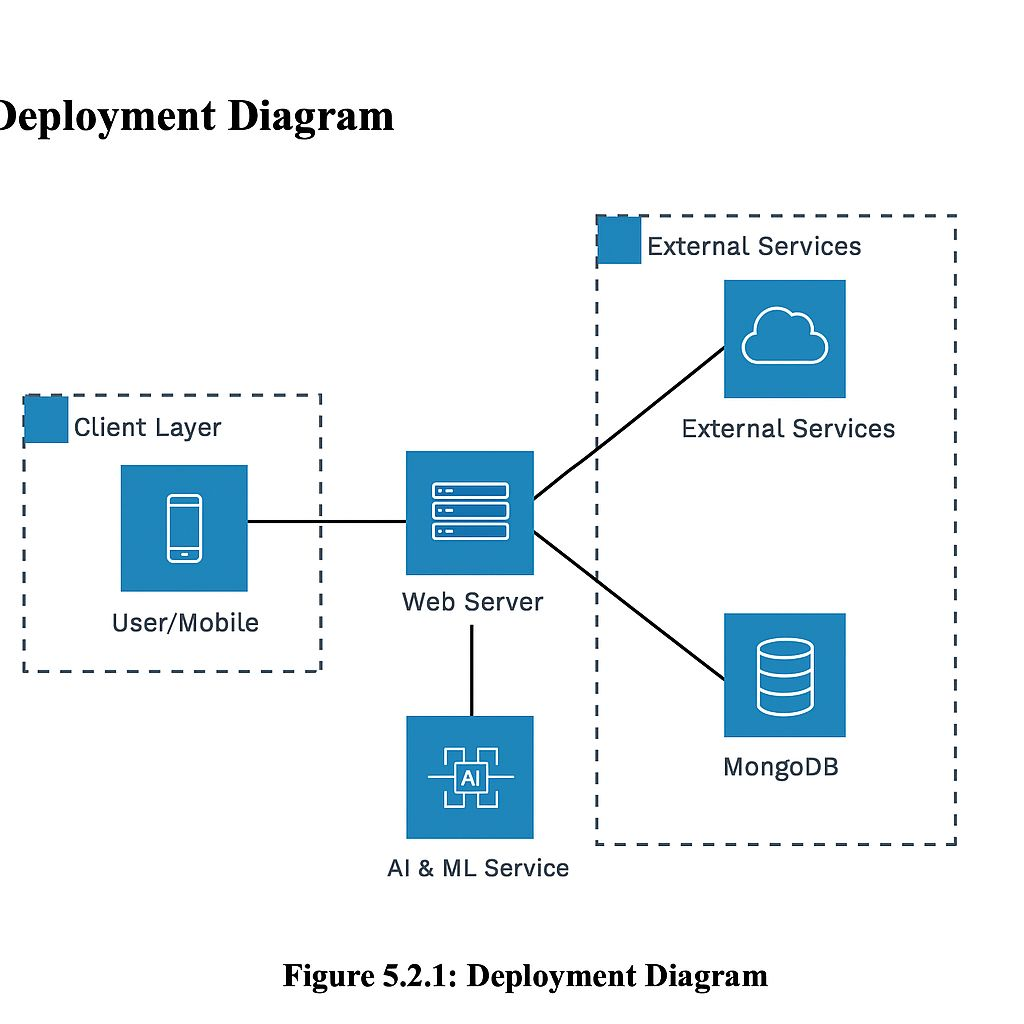 Deployment Diagram
External Services
External Services
Client Layer
User/Mobile
Web Server
MongoDB
AI
AI & ML Service
Figure 5.2.1: Deployment Diagram